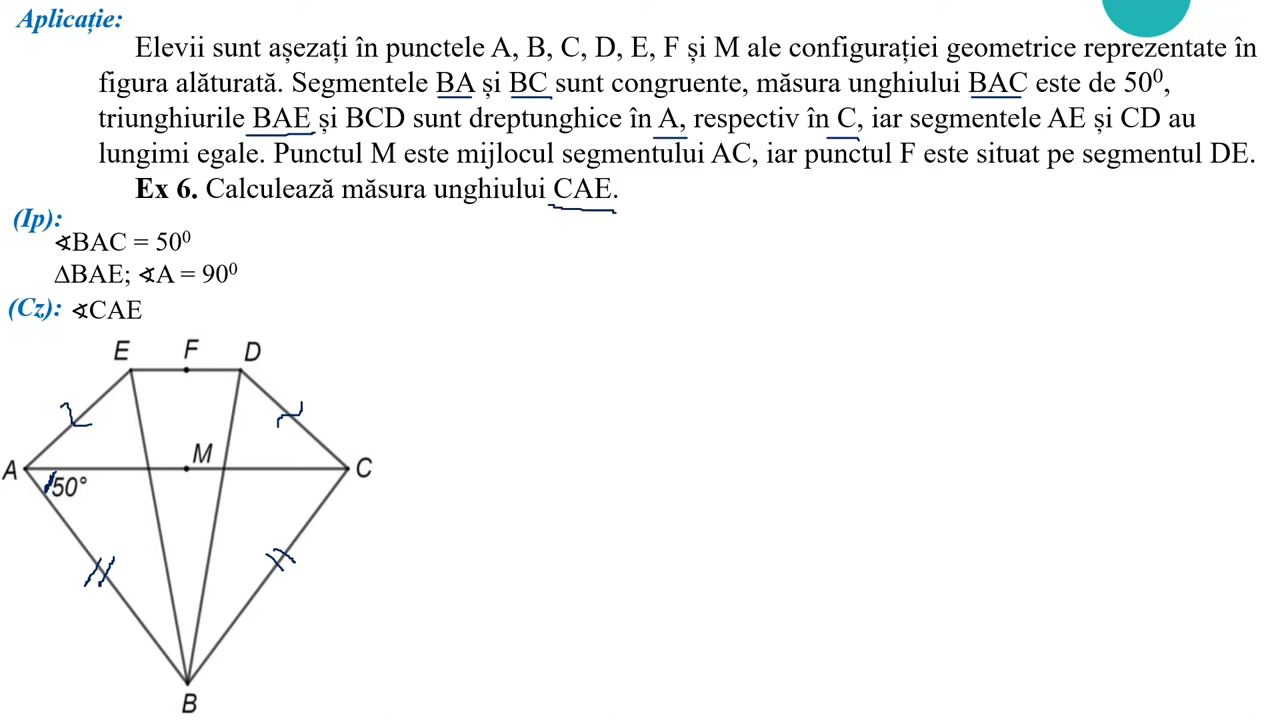 Aplicație:
Elevii sunt așezați în punctele A, B, C, D, E, F și M ale configurației geometrice reprezentate în
figura alăturată. Segmentele BA și BC sunt congruente, măsura unghiului BAC este de 50⁰,
triunghiurile BAE și BCD sunt dreptunghice în A, respectiv în C, iar segmentele AE și CD au
lungimi egale. Punctul M este mijlocul segmentului AC, iar punctul F este situat pe segmentul DE.
Ex 6. Calculează măsura unghiului CAE.
(Ip):
∢BAC = 50⁰
ΔBAE; ∢A = 90⁰
(Cz): ∢CAE
E F D
M
A C
50°
B